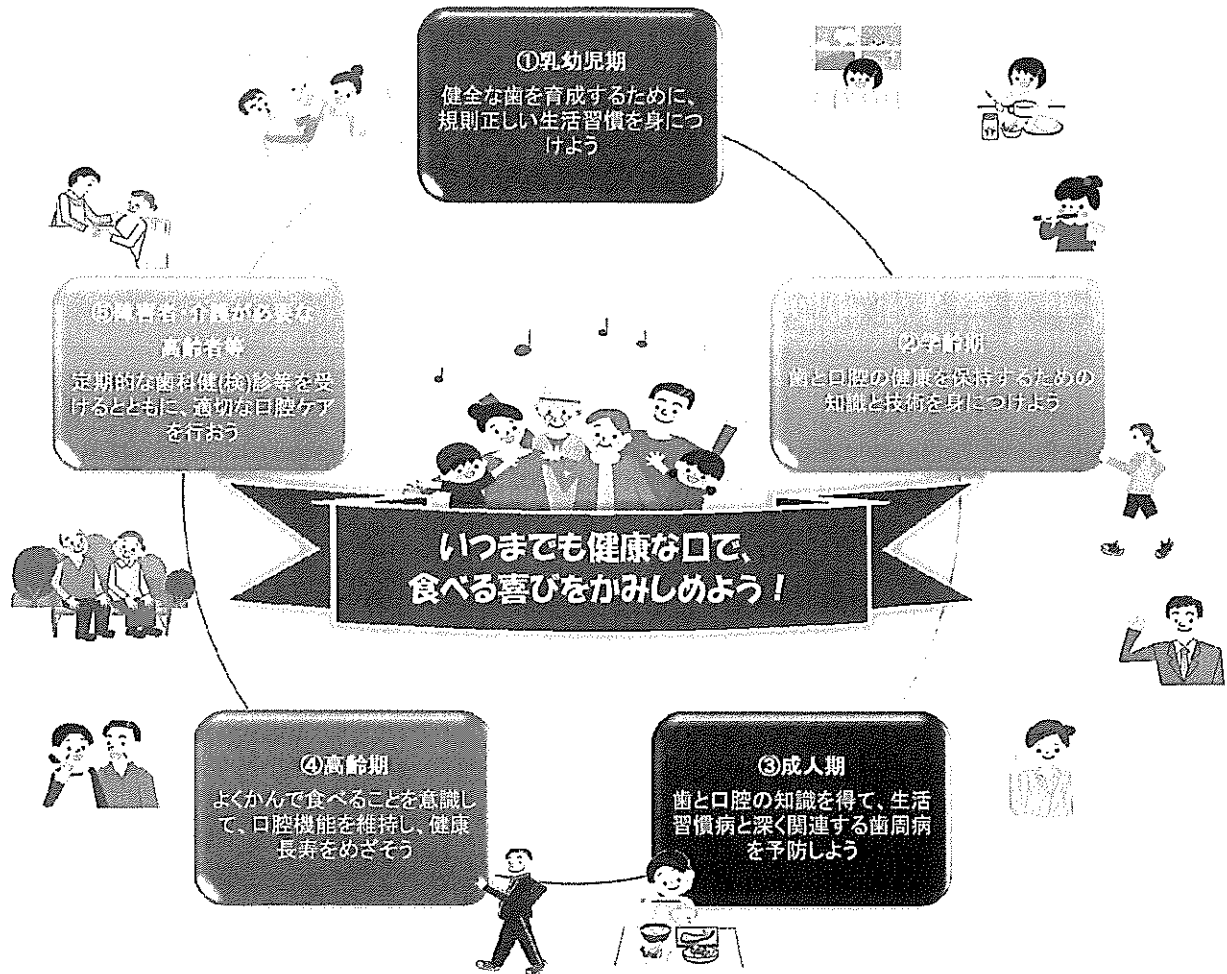 ①乳幼児期
健全な歯を育成するために、
規則正しい生活習慣を身につ
けよう
②学齢期
歯と口腔の健康を保持するための
知識と技術を身につけよう
③成人期
歯と口腔の知識を得て、生活
習慣病と深く関連する歯周病
を予防しよう
④高齢期
よくかんで食べることを意識し
て、口腔機能を維持し、健康
長寿をめざそう
⑤障害者・介護が必要な
高齢者等
定期的な歯科健(検)診等を受
けるとともに、適切な口腔ケア
を行おう
いつまでも健康な口で、
食べる喜びをかみしめよう！